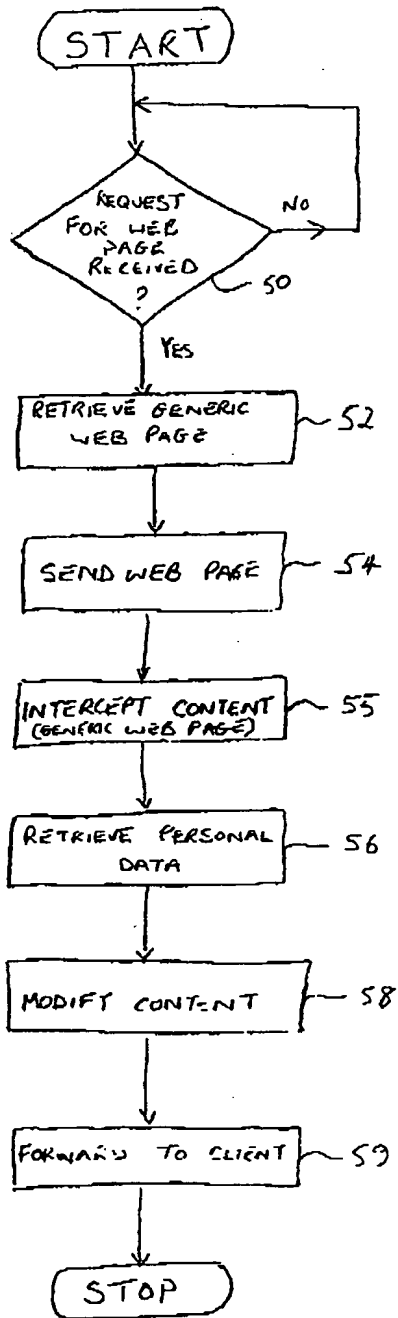 START
REQUEST
FOR WEB
PAGE
RECEIVED
?
NO
50
YES
RETRIEVE GENERIC
WEB PAGE
52
SEND WEB PAGE
54
INTERCEPT CONTENT
(GENERIC WEB PAGE)
55
RETRIEVE PERSONAL
DATA
56
MODIFY CONTENT
58
FORWARD TO CLIENT
59
STOP